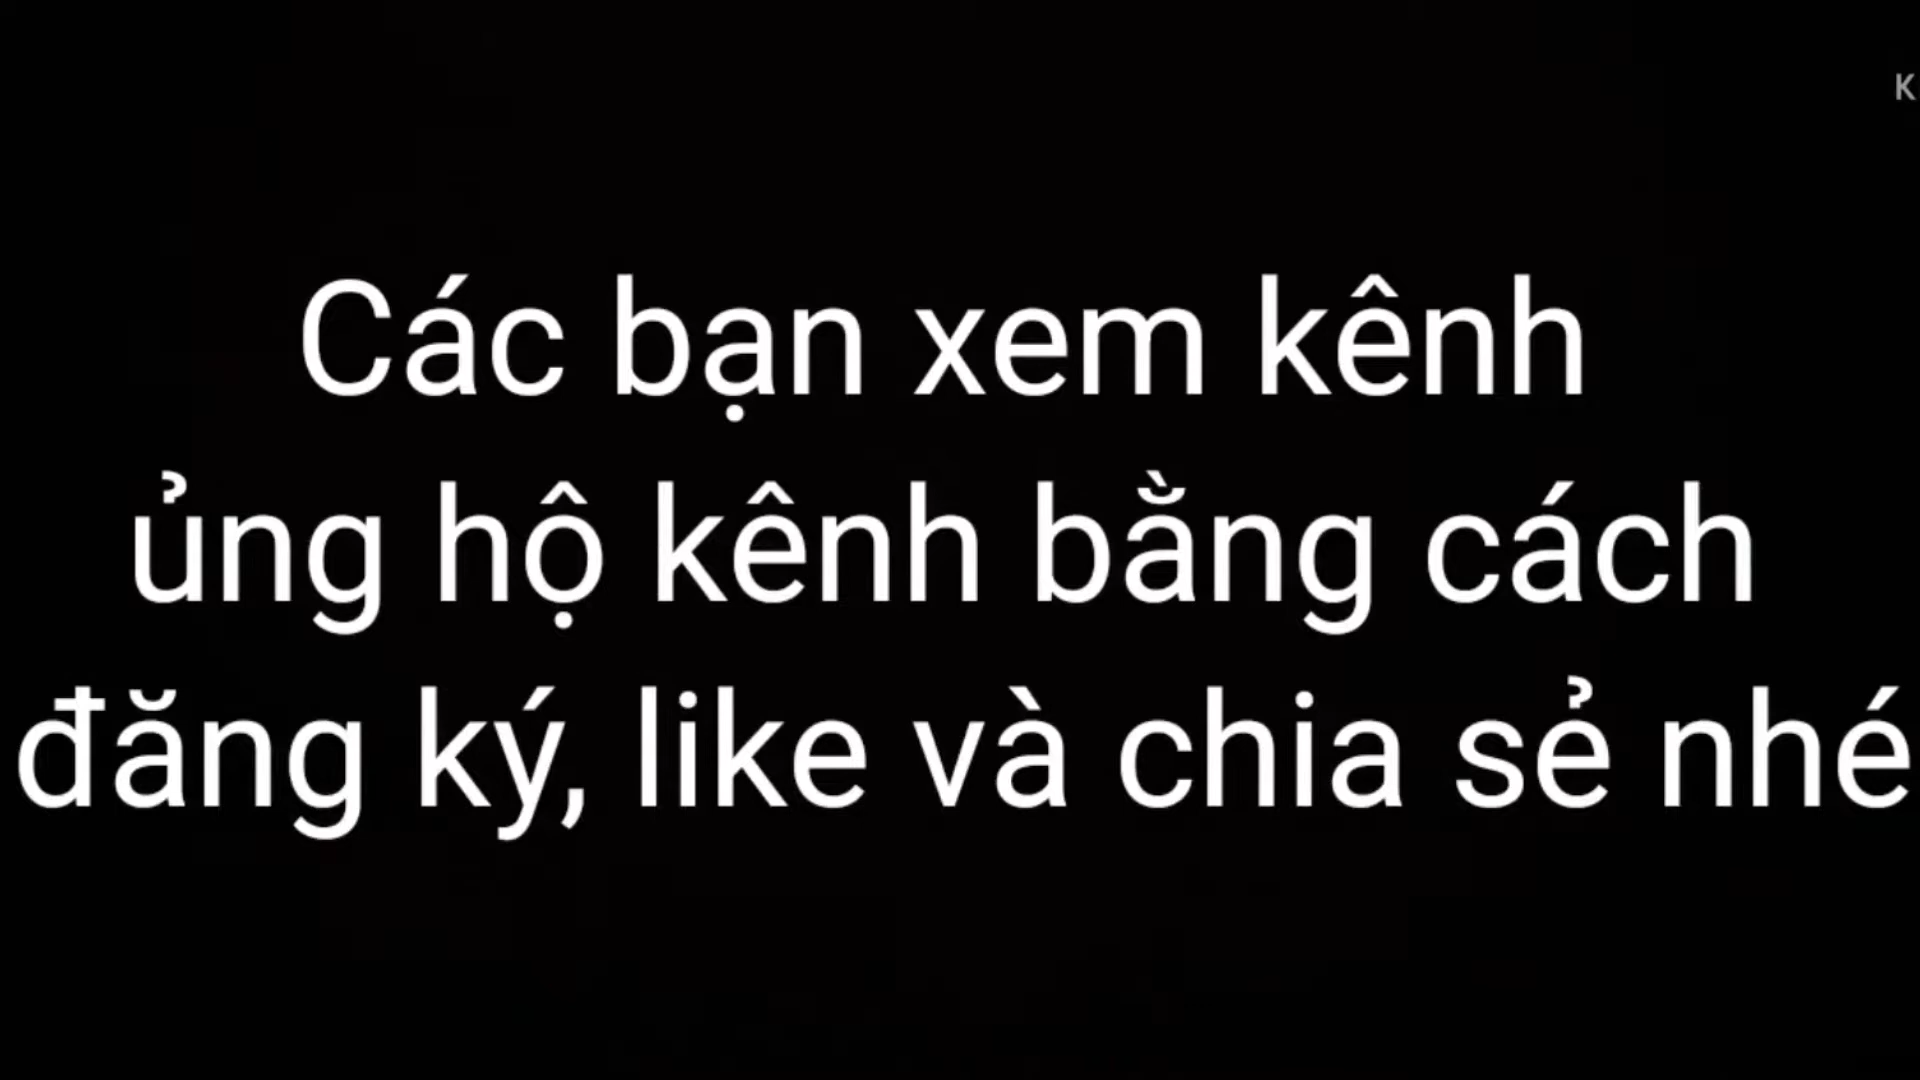 K
Các bạn xem kênh
ủng hộ kênh bằng cách
đăng ký, like và chia sẻ nhé